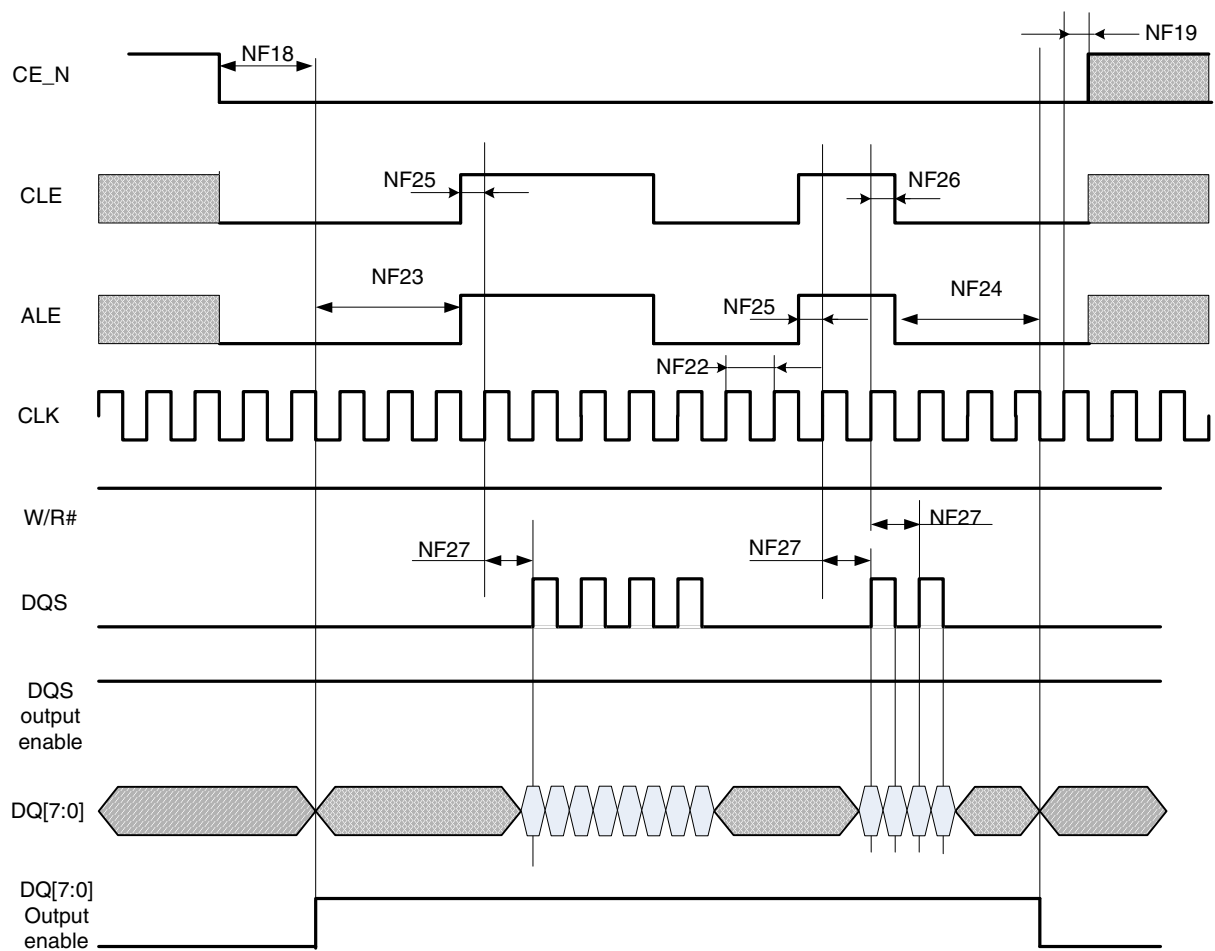 NF19
NF18
CE_N
NF25
NF26
CLE
NF23
NF24
NF25
ALE
NF22
CLK
W/R#
NF27
NF27
NF27
DQS
DQS
output
enable
DQ[7:0]
DQ[7:0]
Output
enable